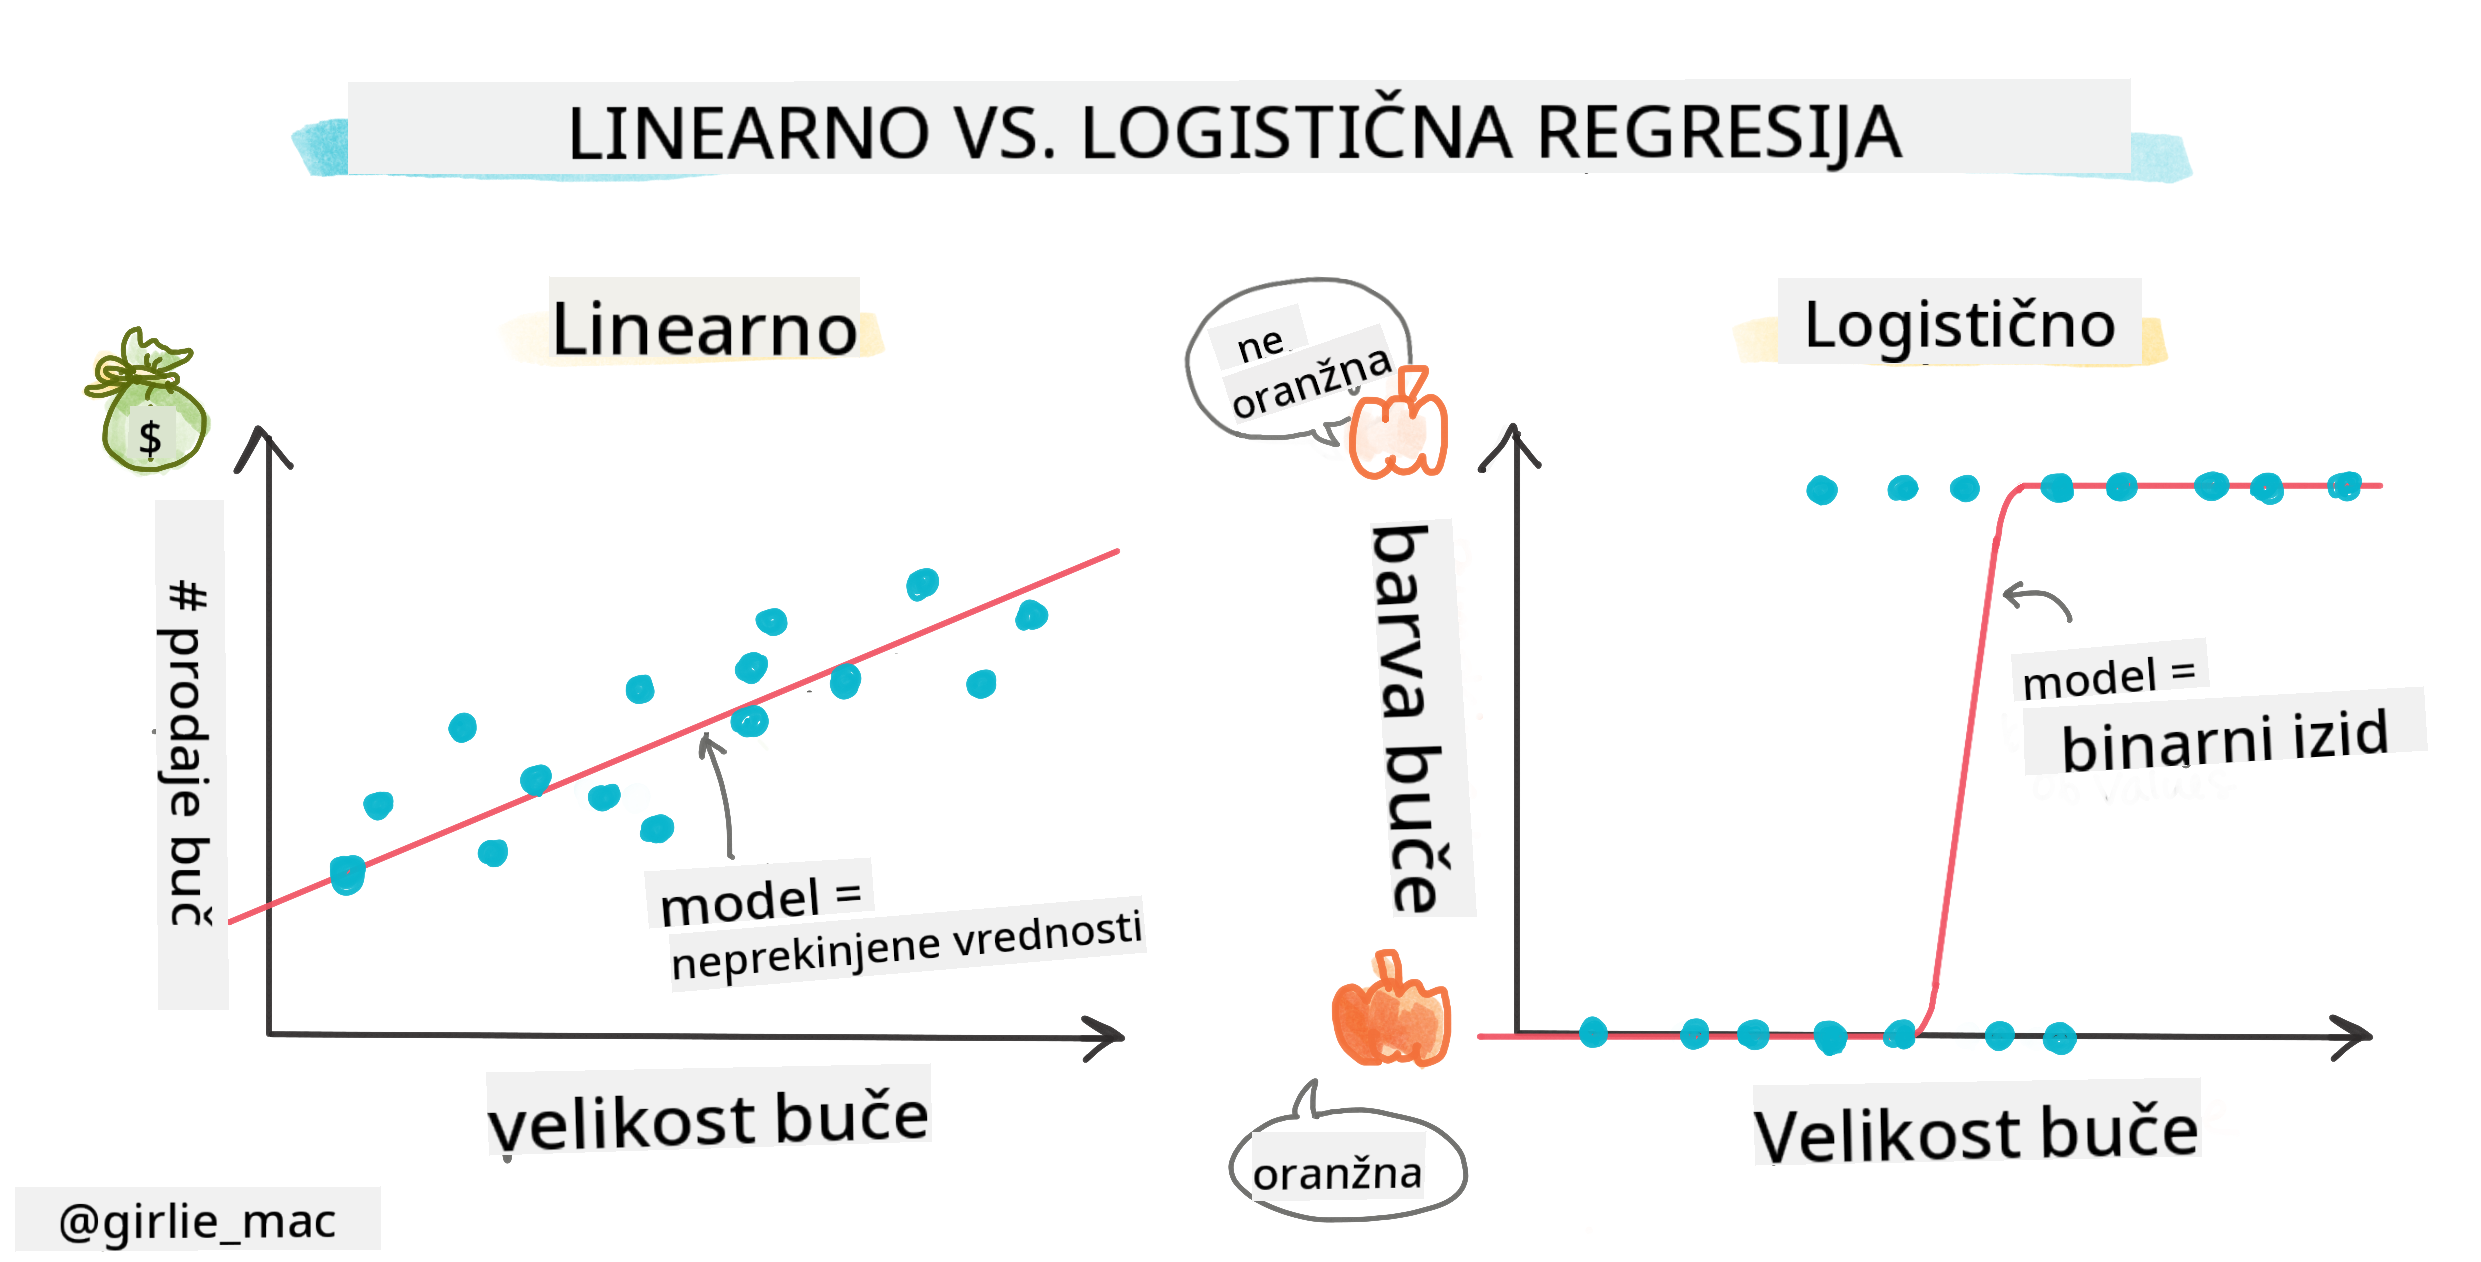 LINEARNO VS. LOGISTIČNA REGRESIJA
Linearno
$
# prodaje buč
model =
neprekinjene vrednosti
velikost buče
ne
oranžna
Logistično
barva buče
model =
binarni izid
oranžna
Velikost buče
@girlie_mac